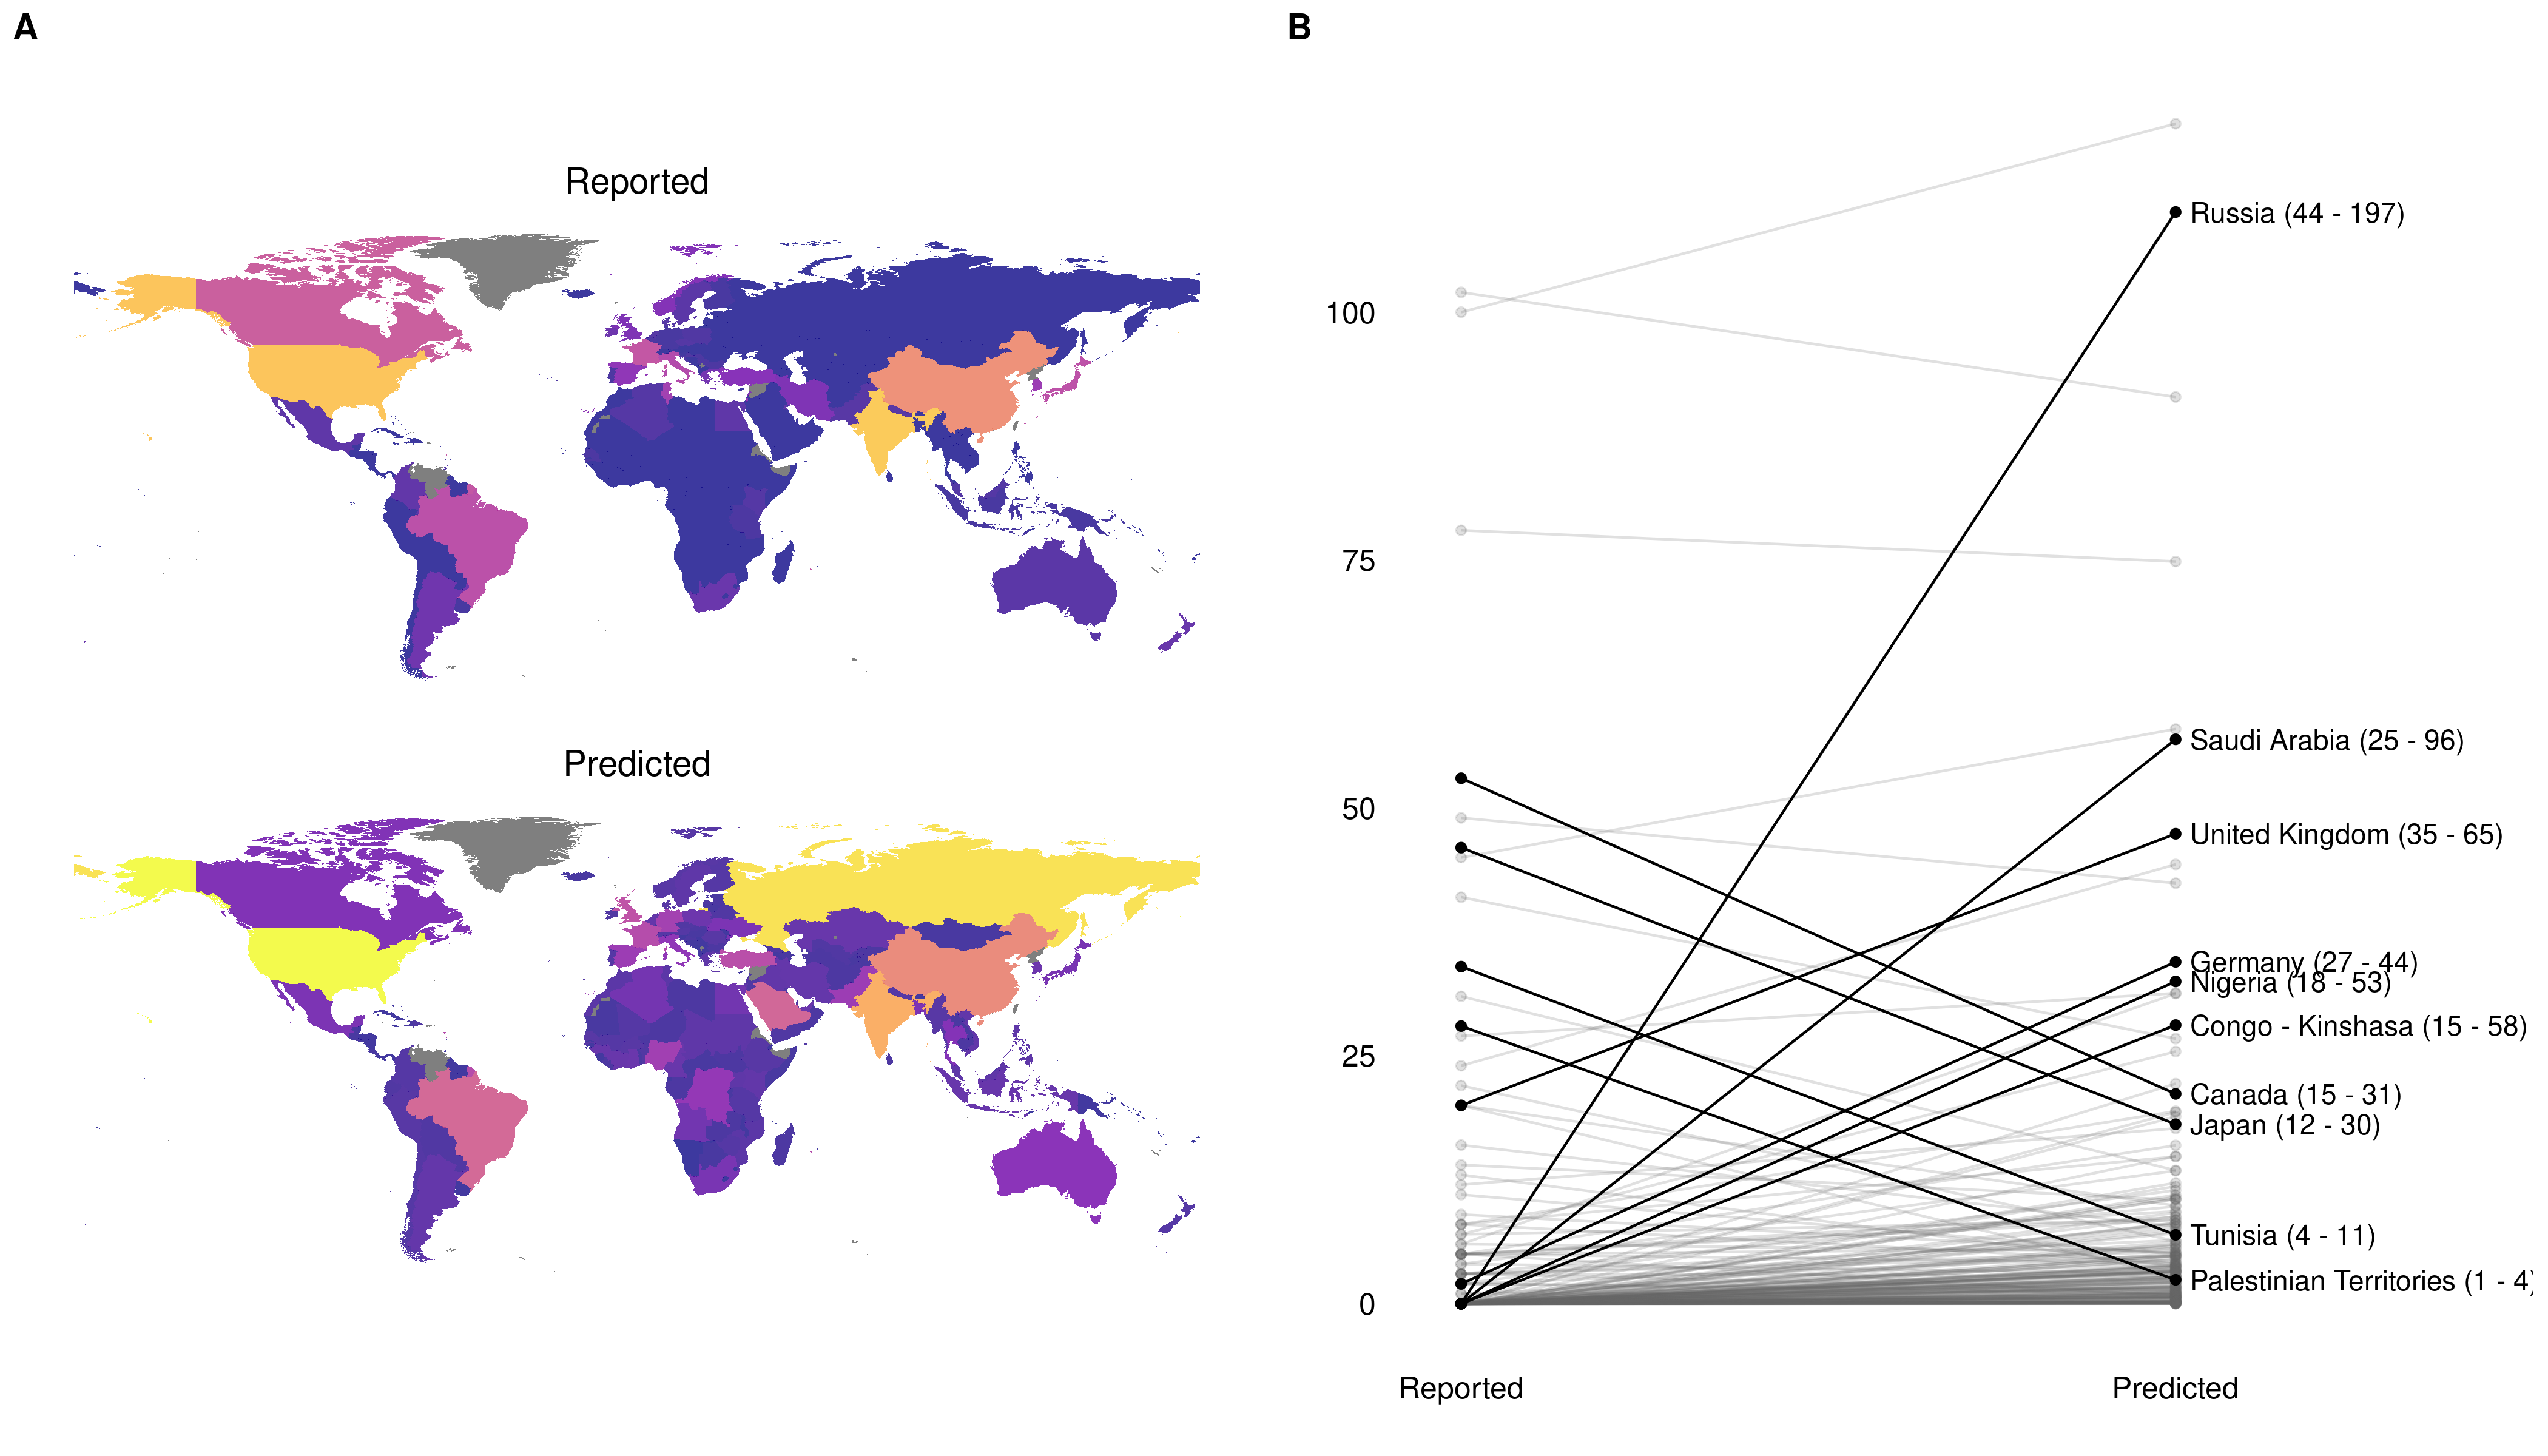 A
B
Reported
Predicted
100
75
50
25
0
Russia (44 - 197)
Saudi Arabia (25 - 96)
United Kingdom (35 - 65)
Germany (27 - 44)
Nigeria (18 - 53)
Congo - Kinshasa (15 - 58)
Canada (15 - 31)
Japan (12 - 30)
Tunisia (4 - 11)
Palestinian Territories (1 - 4)
Reported
Predicted